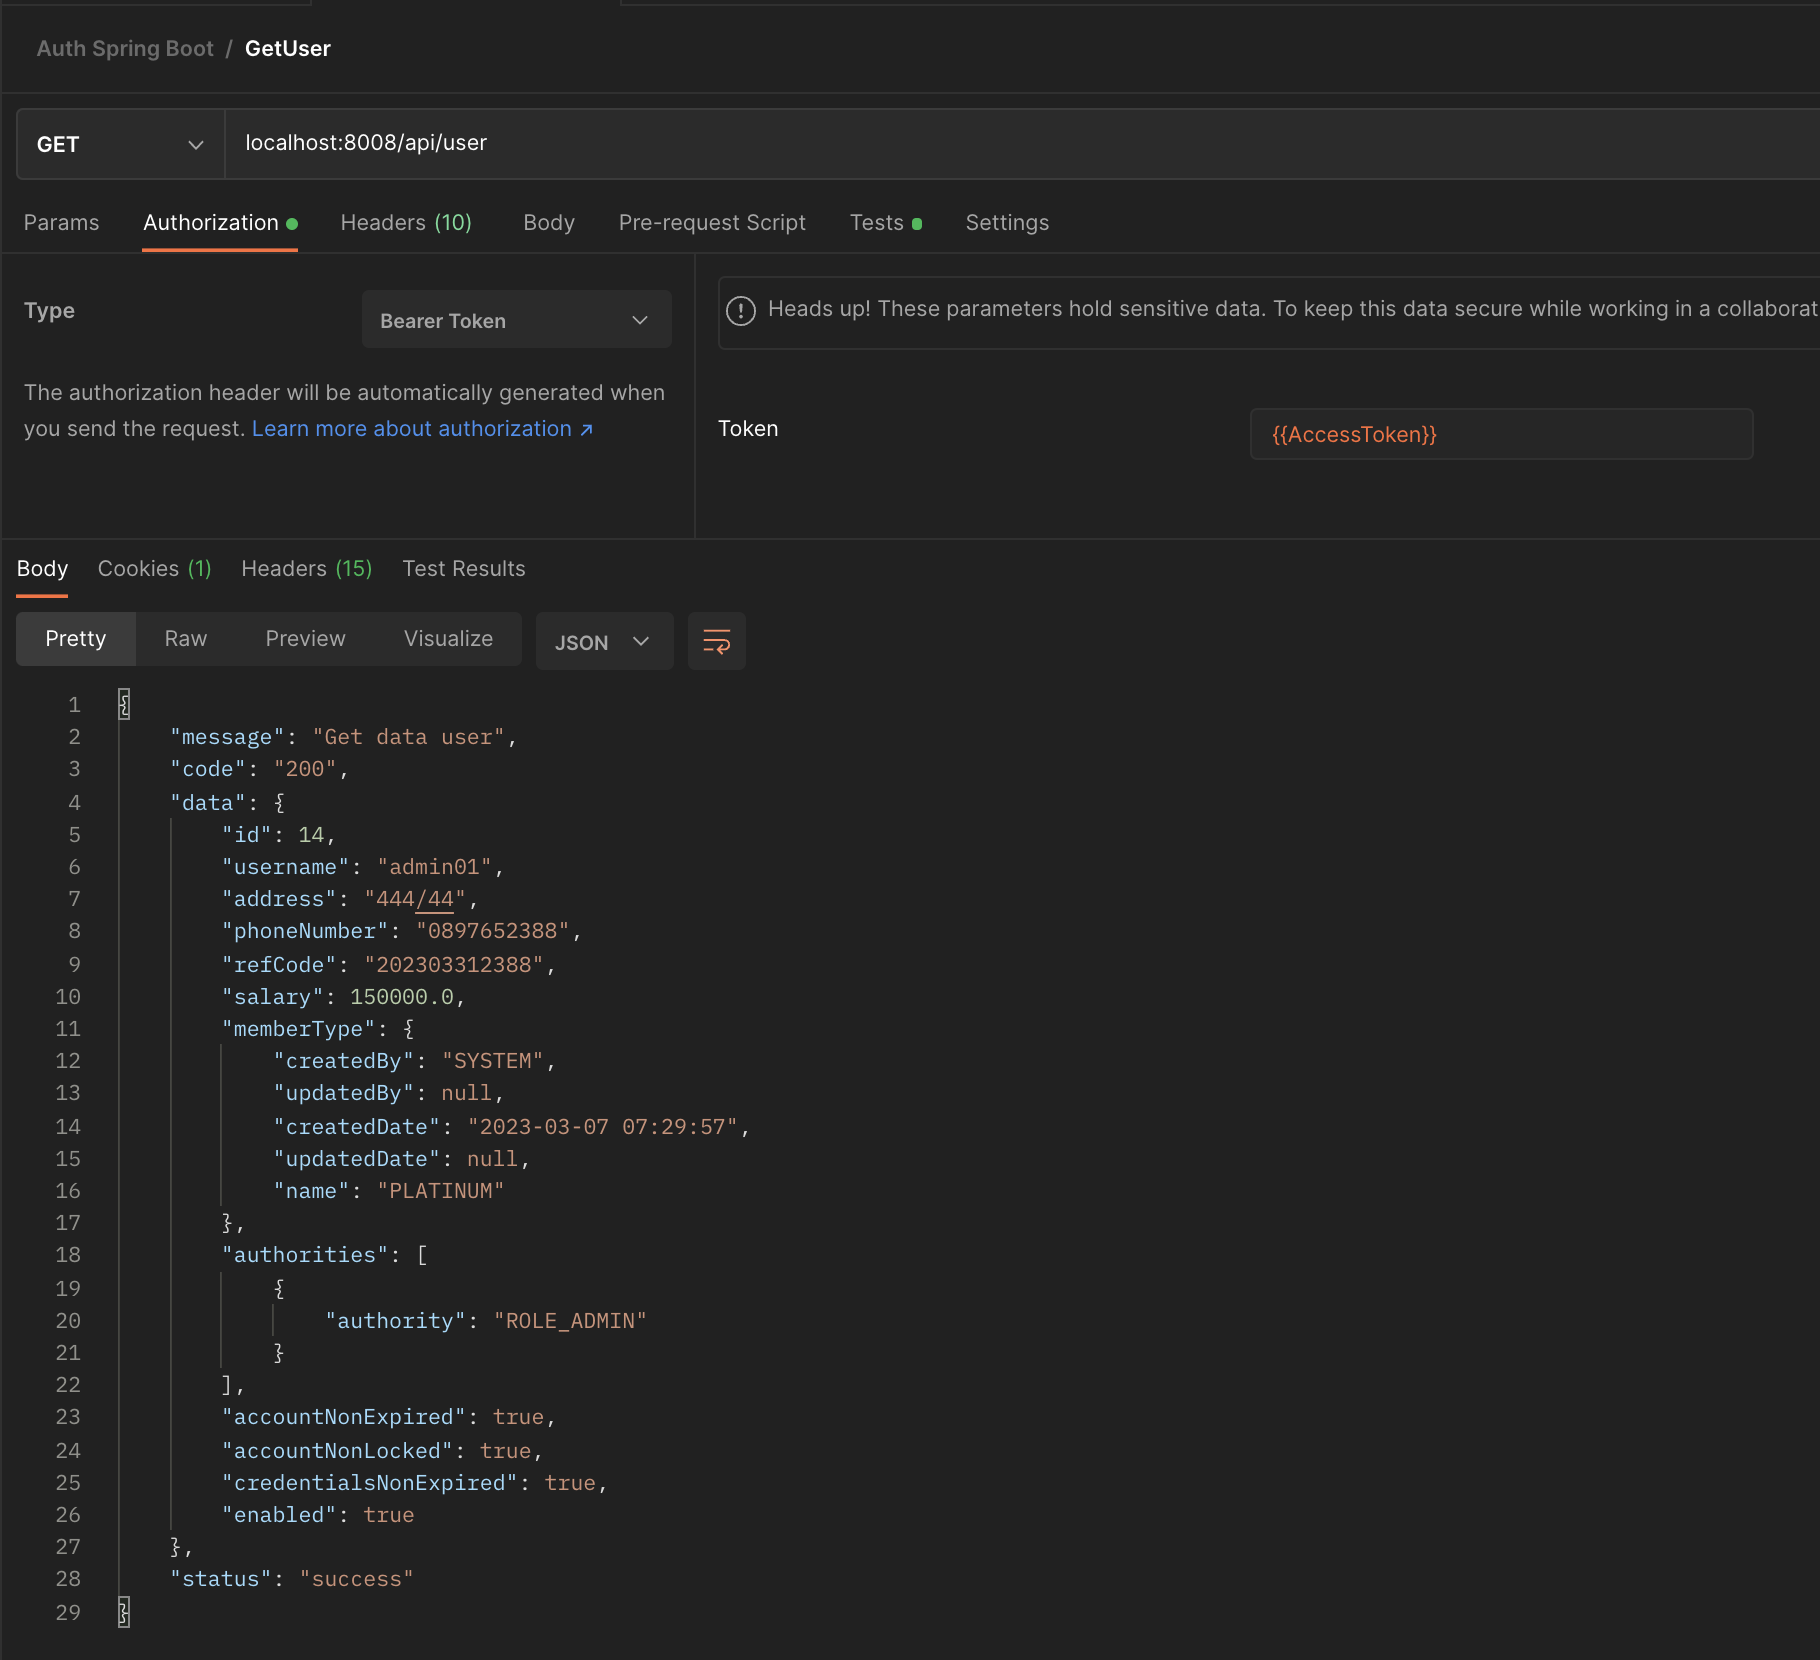 Auth Spring Boot / GetUser
GET localhost:8008/api/user
Params Authorization Headers (10) Body Pre-request Script Tests Settings
Type Bearer Token
Heads up! These parameters hold sensitive data. To keep this data secure while working in a collaborat
The authorization header will be automatically generated when
you send the request. Learn more about authorization ↗
Token {{AccessToken}}
Body Cookies (1) Headers (15) Test Results
Pretty Raw Preview Visualize JSON
1 {
2 "message": "Get data user",
3 "code": "200",
4 "data": {
5 "id": 14,
6 "username": "admin01",
7 "address": "444/44",
8 "phoneNumber": "0897652388",
9 "refCode": "202303312388",
10 "salary": 150000.0,
11 "memberType": {
12 "createdBy": "SYSTEM",
13 "updatedBy": null,
14 "createdDate": "2023-03-07 07:29:57",
15 "updatedDate": null,
16 "name": "PLATINUM"
17 },
18 "authorities": [
19 {
20 "authority": "ROLE_ADMIN"
21 }
22 ],
23 "accountNonExpired": true,
24 "accountNonLocked": true,
25 "credentialsNonExpired": true,
26 "enabled": true
27 },
28 "status": "success"
29 }